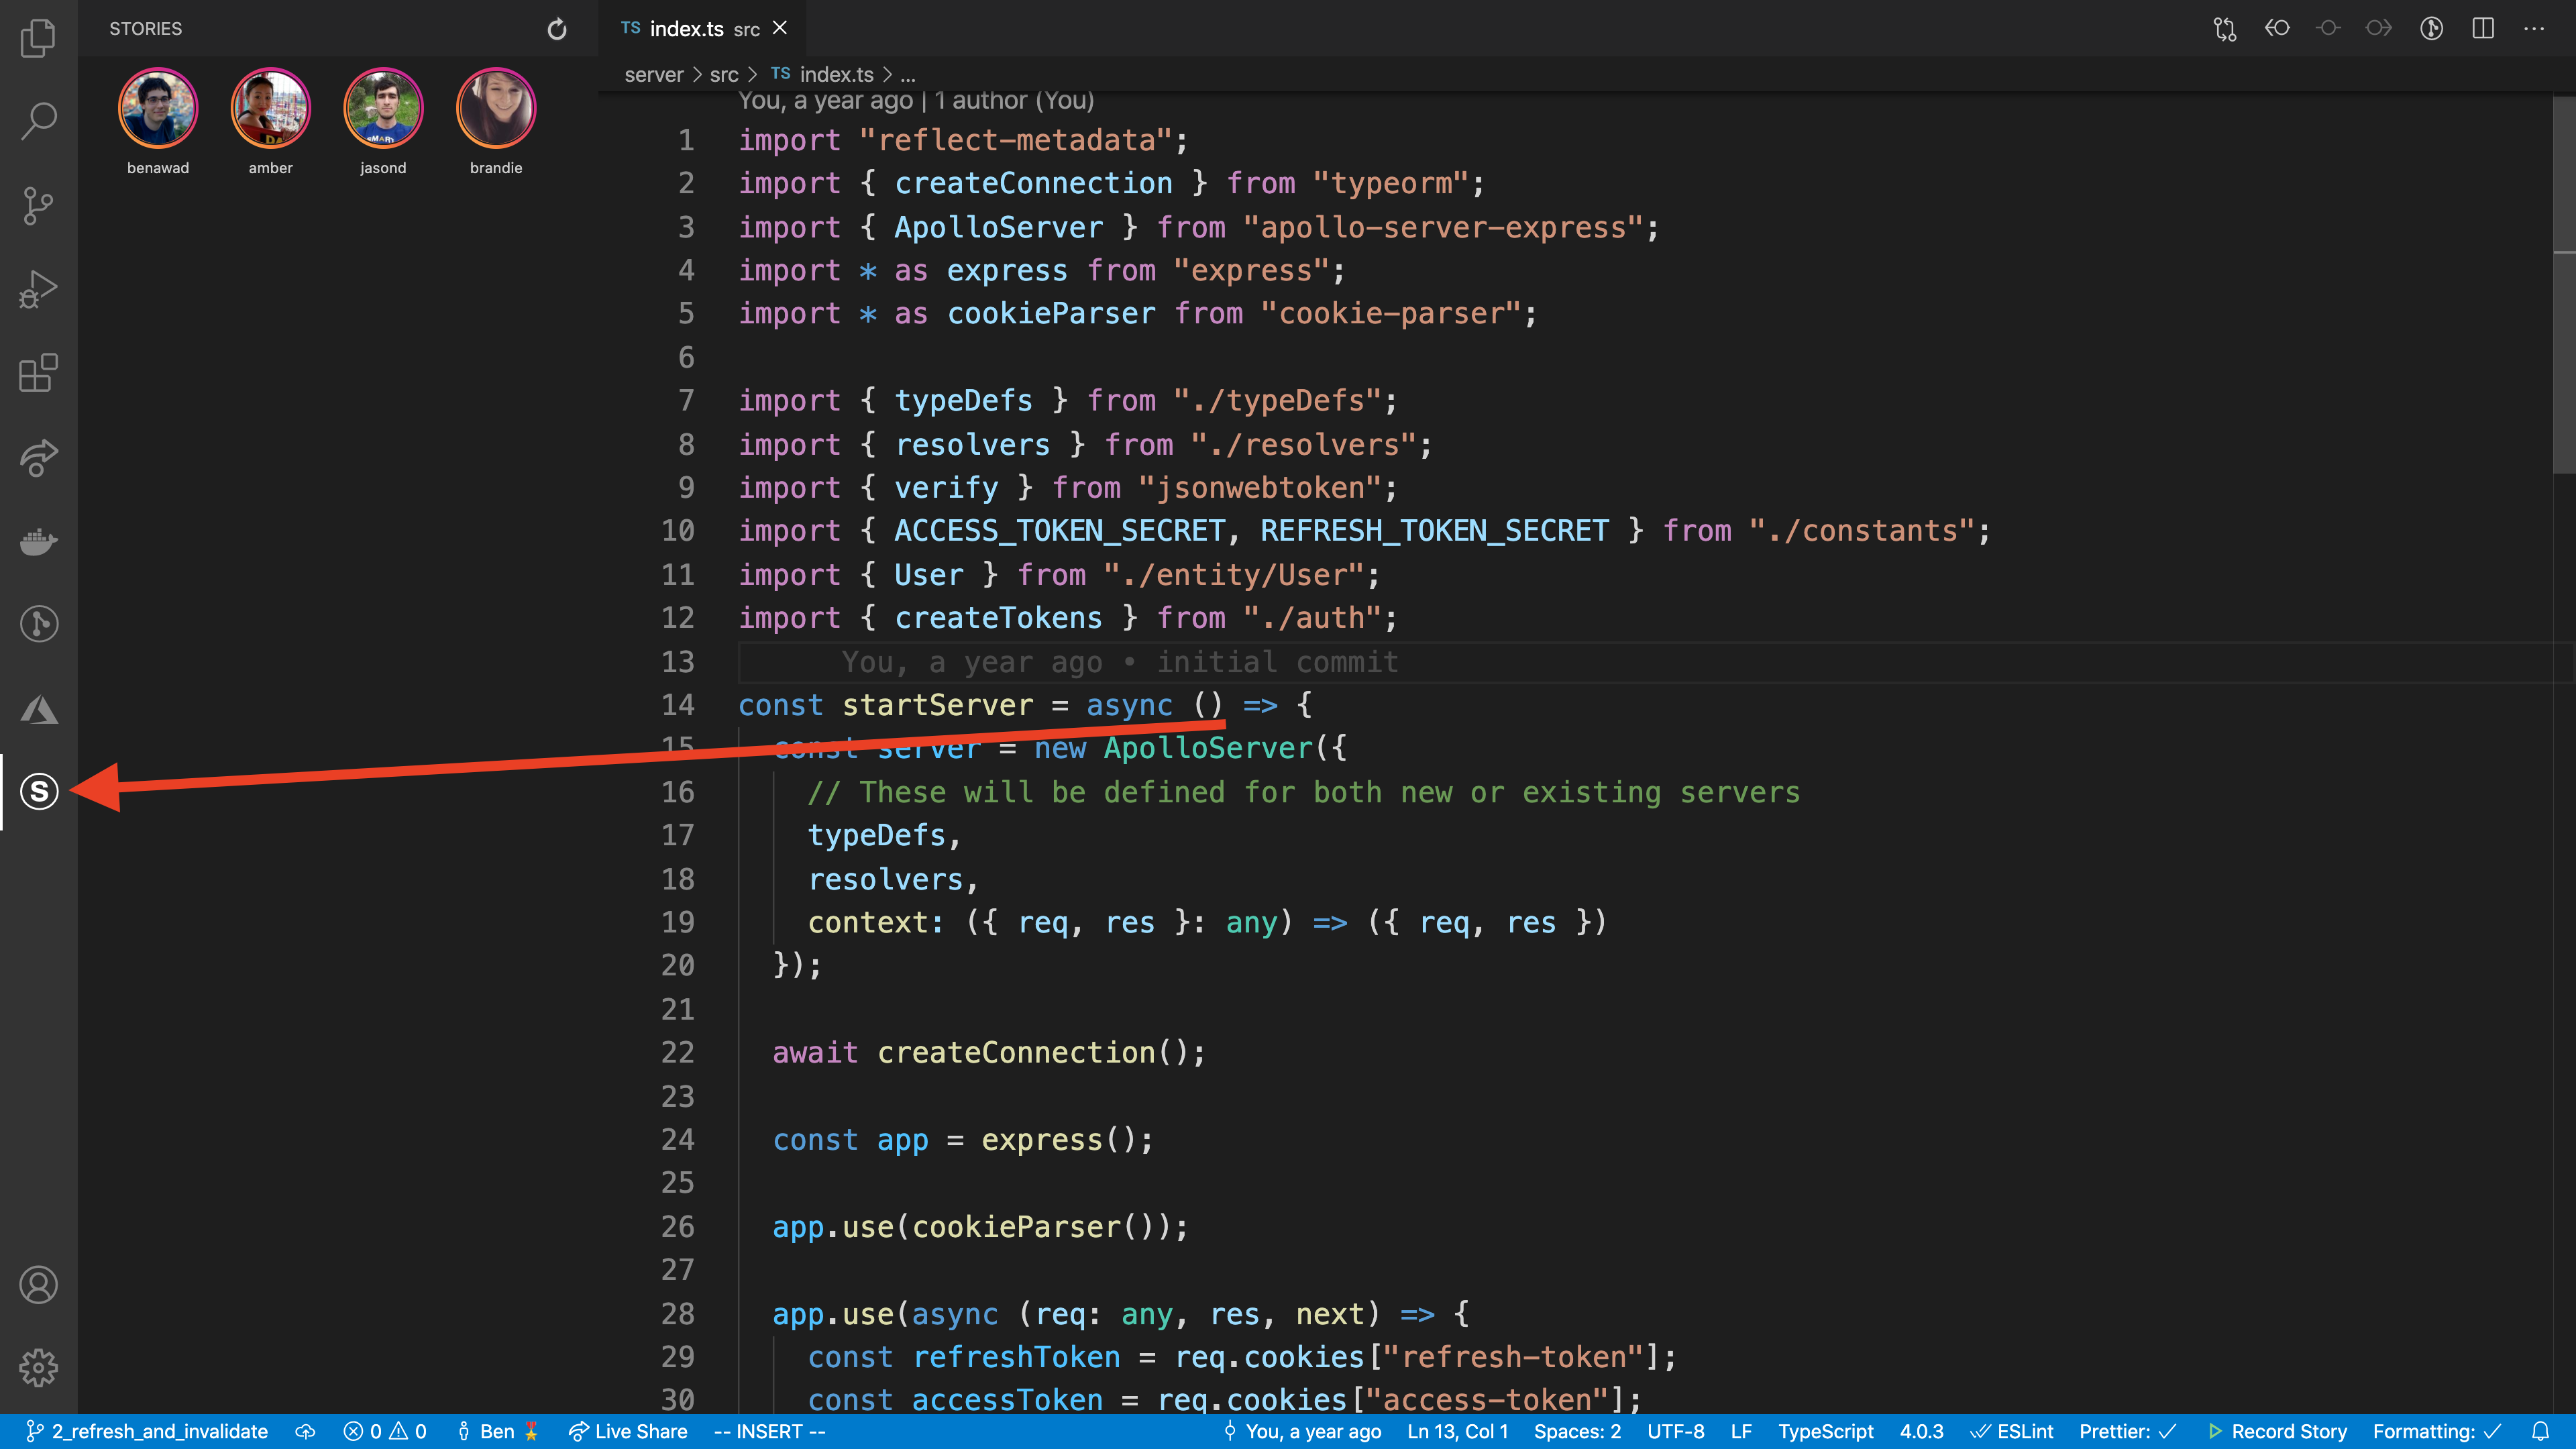 STORIES
benawad amber jasond brandie
SMART
S
TS index.ts src
server > src > TS index.ts > ...
You, a year ago | 1 author (You)
1 import "reflect-metadata";
2 import { createConnection } from "typeorm";
3 import { ApolloServer } from "apollo-server-express";
4 import * as express from "express";
5 import * as cookieParser from "cookie-parser";
6
7 import { typeDefs } from "./typeDefs";
8 import { resolvers } from "./resolvers";
9 import { verify } from "jsonwebtoken";
10 import { ACCESS_TOKEN_SECRET, REFRESH_TOKEN_SECRET } from "./constants";
11 import { User } from "./entity/User";
12 import { createTokens } from "./auth";
13 You, a year ago • initial commit
14 const startServer = async () => {
15 const server = new ApolloServer({
16 // These will be defined for both new or existing servers
17 typeDefs,
18 resolvers,
19 context: ({ req, res }: any) => ({ req, res })
20 });
21
22 await createConnection();
23
24 const app = express();
25
26 app.use(cookieParser());
27
28 app.use(async (req: any, res, next) => {
29 const refreshToken = req.cookies["refresh-token"];
30 const accessToken = req.cookies["access-token"];
2_refresh_and_invalidate 0 0 Ben Live Share -- INSERT -- You, a year ago Ln 13, Col 1 Spaces: 2 UTF-8 LF TypeScript 4.0.3 ESLint Prettier: ✓ Record Story Formatting: ✓